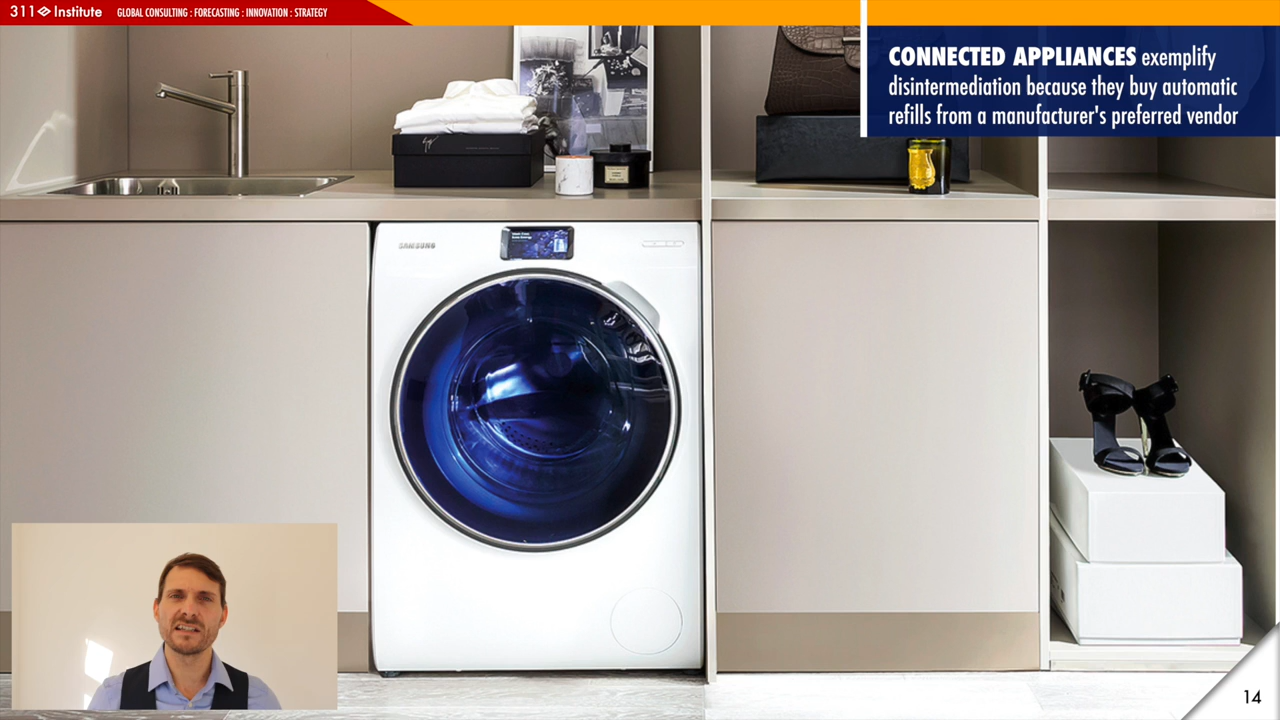 311 Institute
GLOBAL CONSULTING : FORECASTING : INNOVATION : STRATEGY
CONNECTED APPLIANCES exemplify
disintermediation because they buy automatic
refills from a manufacturer's preferred vendor
SAMSUNG
14